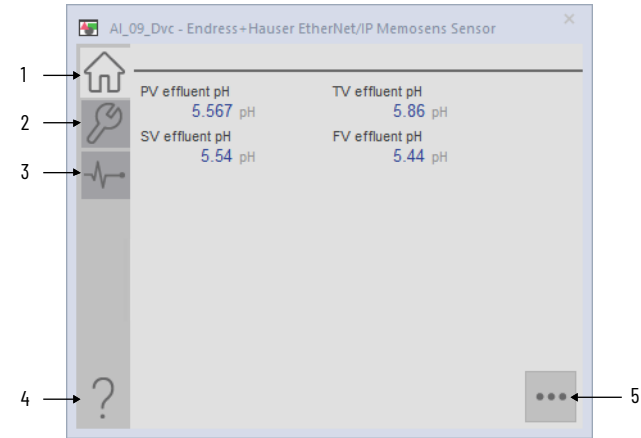 AI_09_Dvc - Endress+Hauser EtherNet/IP Memosens Sensor
1
PV effluent pH TV effluent pH
5.567 pH 5.86 pH
2
SV effluent pH FV effluent pH
5.54 pH 5.44 pH
3
4 ?
5